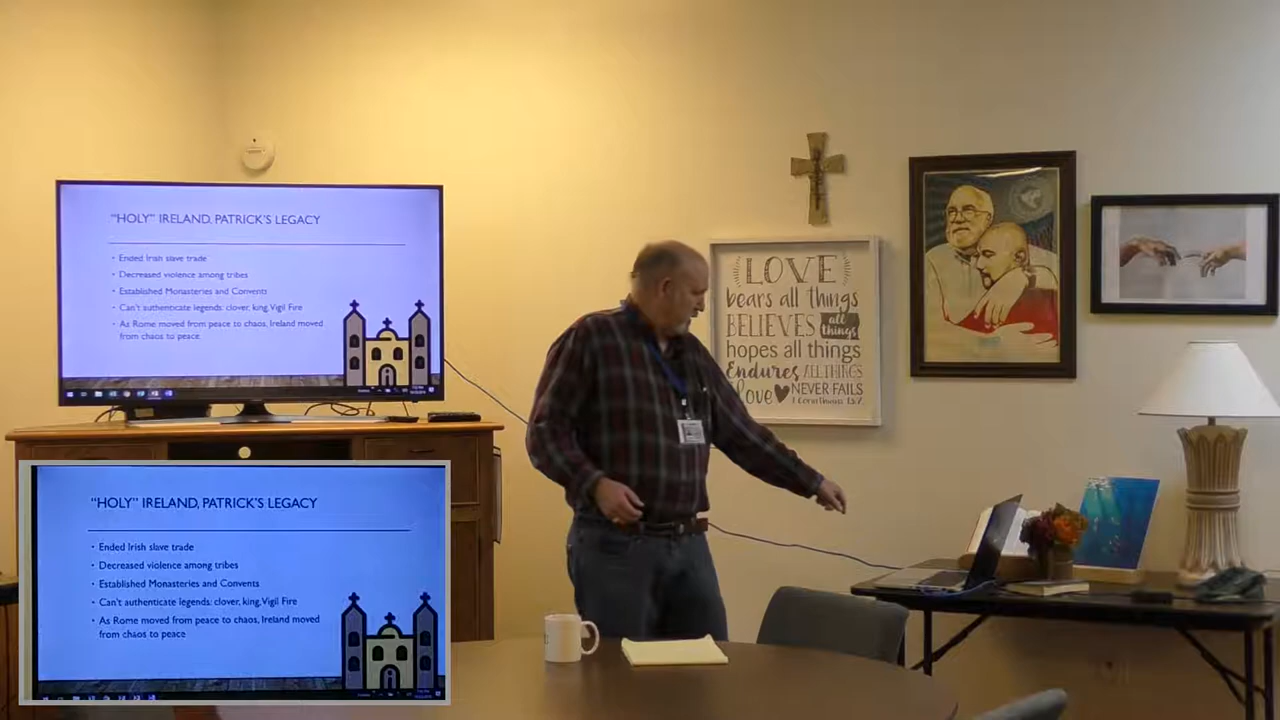 "HOLY" IRELAND, PATRICK'S LEGACY
• Ended Irish slave trade
• Decreased violence among tribes
• Established Monasteries and Convents
• Can't authenticate legends: clover, king, Vigil Fire
• As Rome moved from peace to chaos, Ireland moved
from chaos to peace
LOVE
bears all things
BELIEVES all things
hopes all things
Endures ALL THINGS
love NEVER FAILS
1 Corinthians 13:7
"HOLY" IRELAND, PATRICK'S LEGACY
• Ended Irish slave trade
• Decreased violence among tribes
• Established Monasteries and Convents
• Can't authenticate legends: clover, king, Vigil Fire
• As Rome moved from peace to chaos, Ireland moved
from chaos to peace